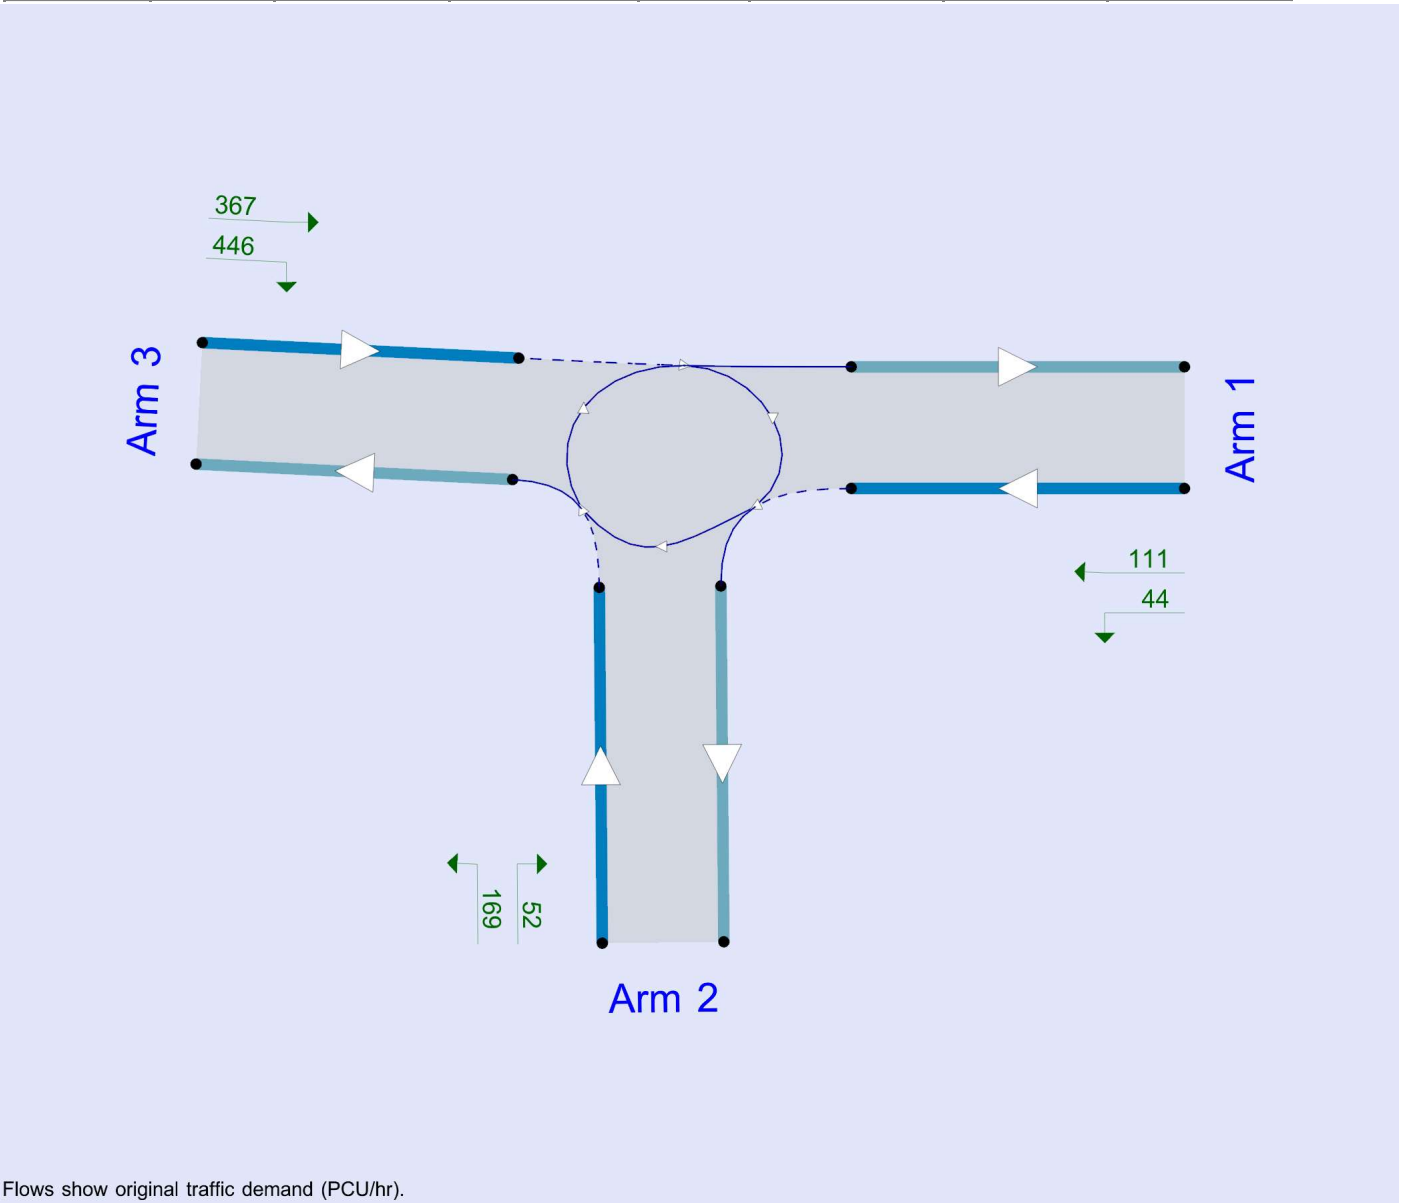 367
446
Arm 3
Arm 1
111
44
169
52
Arm 2
Flows show original traffic demand (PCU/hr).